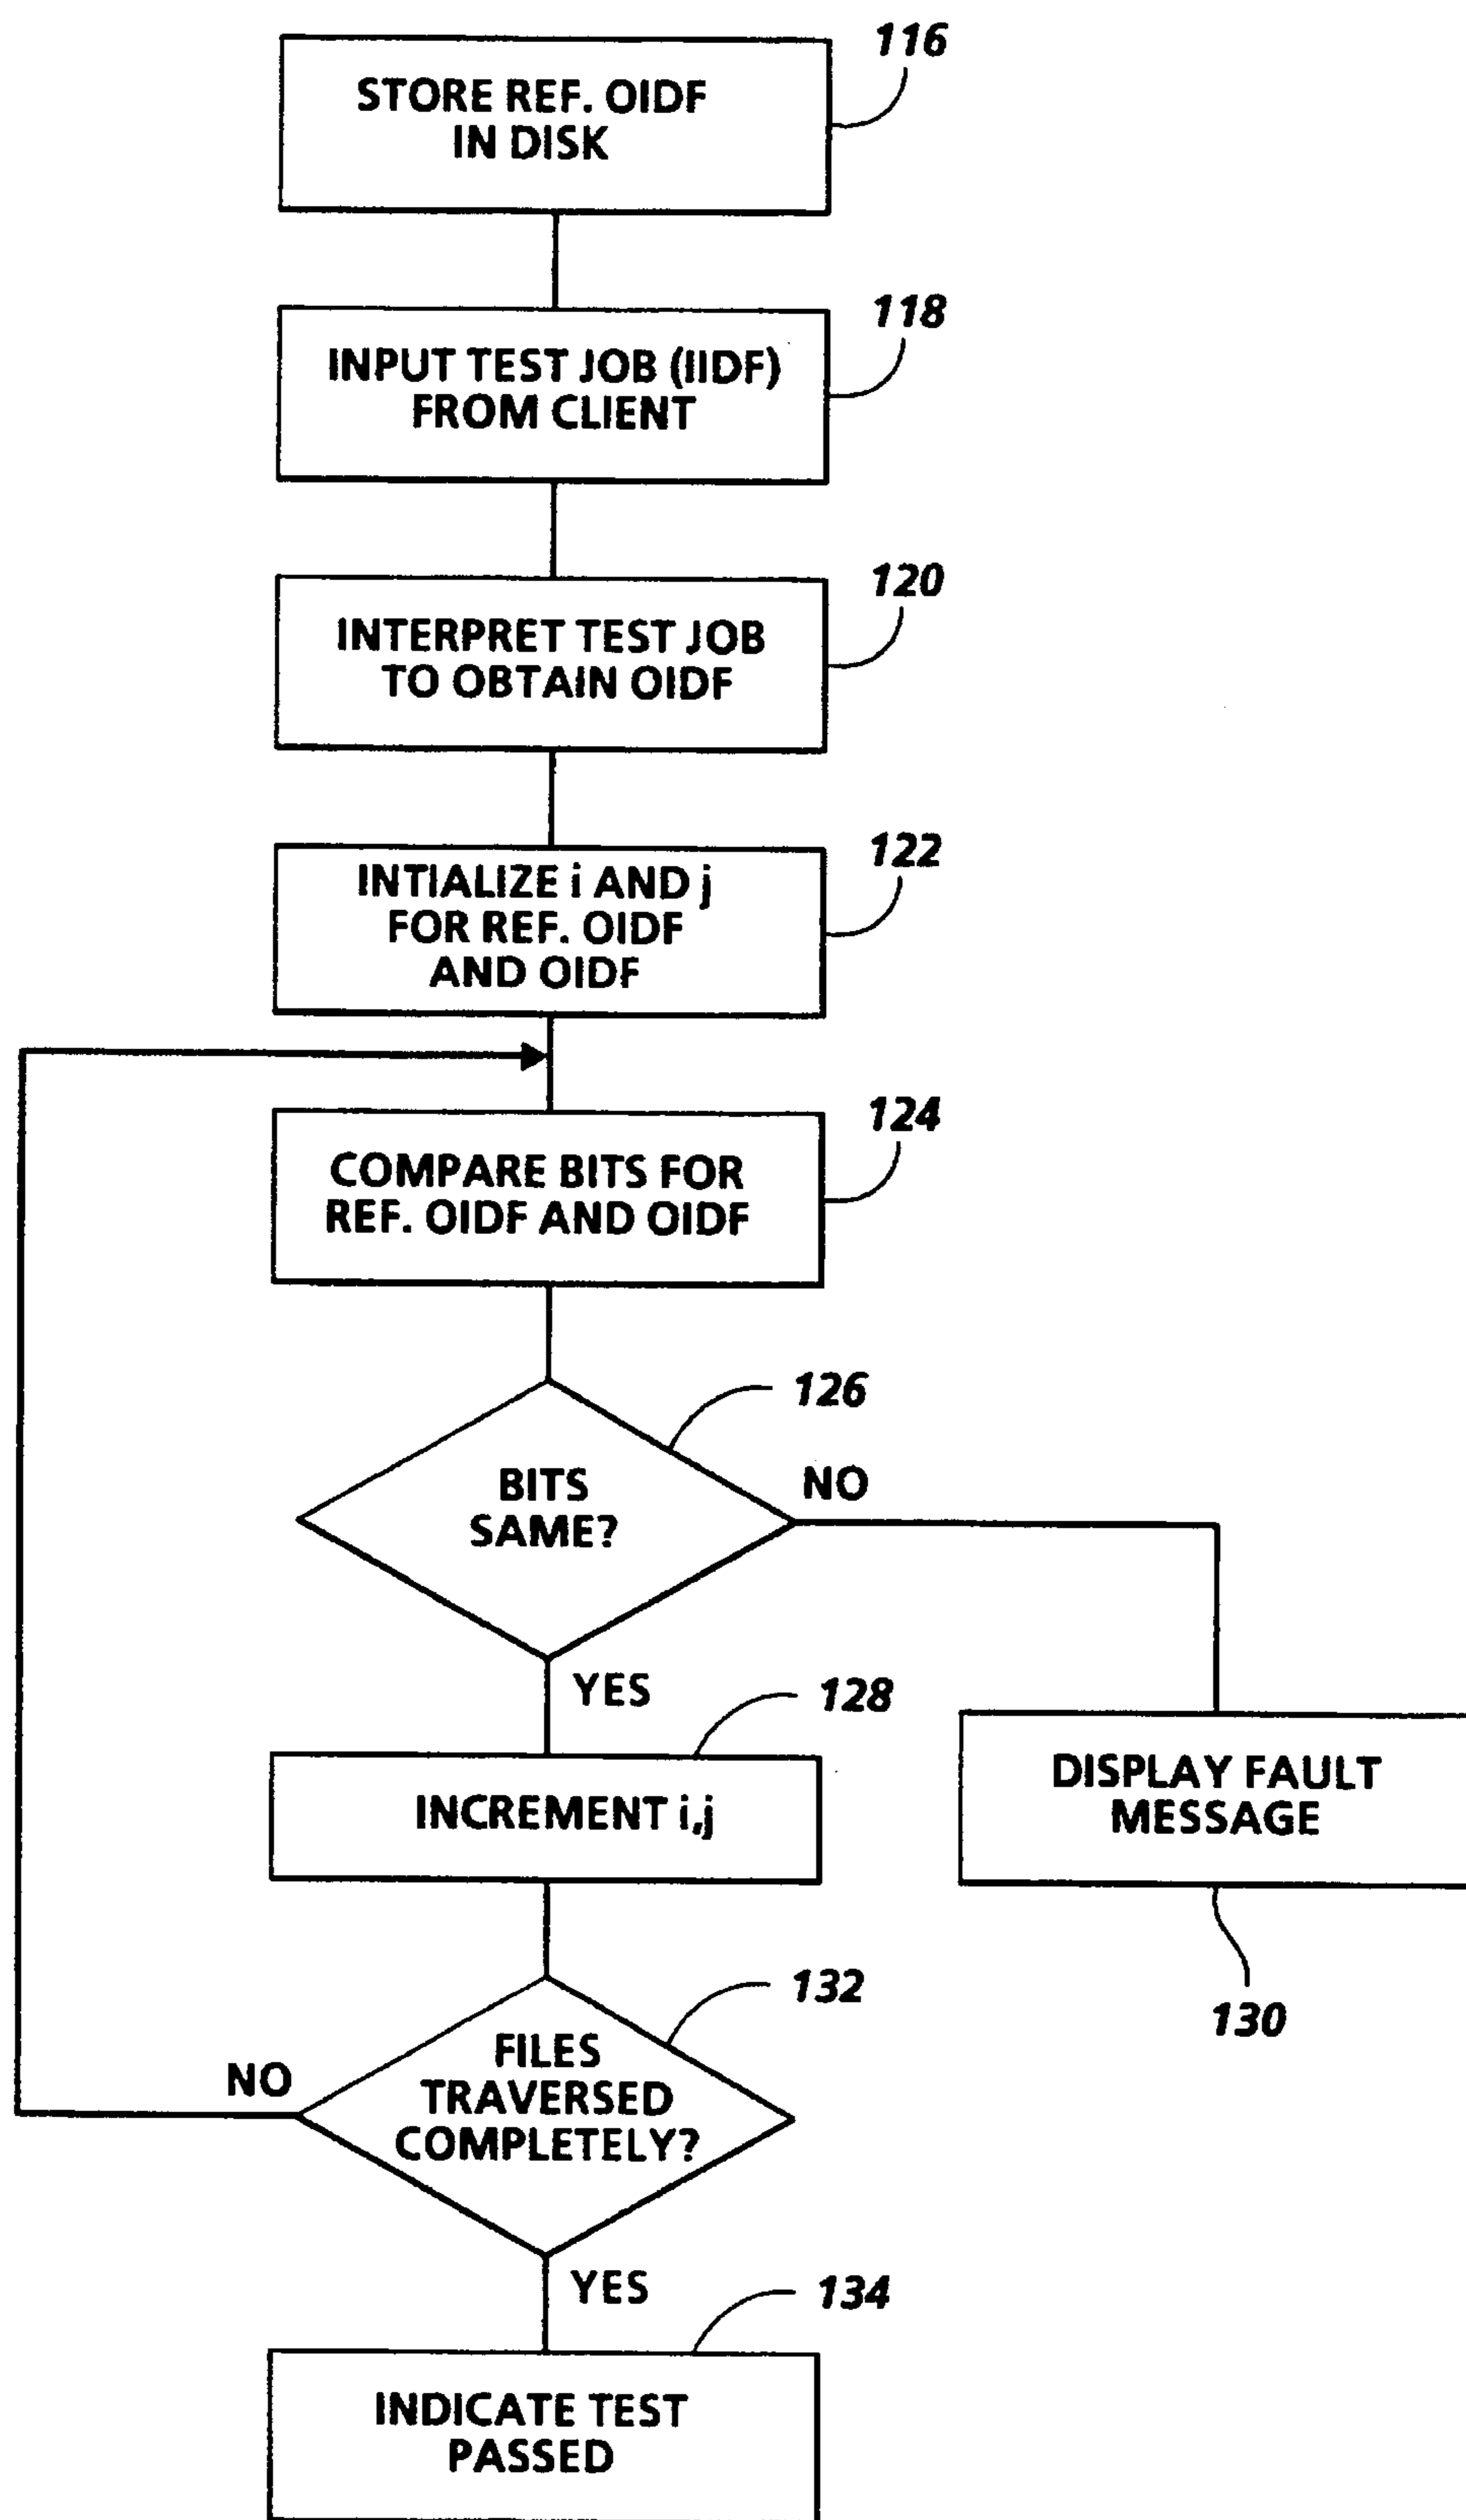 116
STORE REF. OIDF
IN DISK
118
INPUT TEST JOB (IIDF)
FROM CLIENT
120
INTERPRET TEST JOB
TO OBTAIN OIDF
122
INTIALIZE i AND j
FOR REF. OIDF
AND OIDF
124
COMPARE BITS FOR
REF. OIDF AND OIDF
126
BITS
SAME?
NO
YES
128
INCREMENT i,j
DISPLAY FAULT
MESSAGE
130
132
FILES
TRAVERSED
COMPLETELY?
NO
YES
134
INDICATE TEST
PASSED